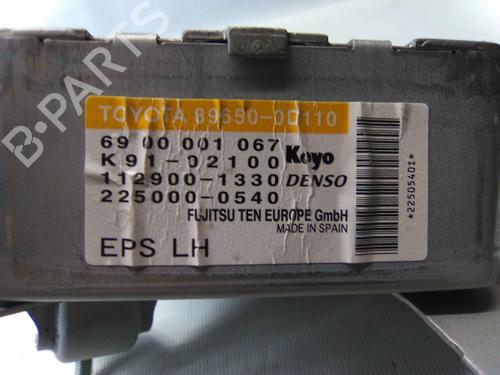 B-PARTS
TOYOTA 89650-0D110
69 00 001 067
K91-02100 Koyo
112900-1330 DENSO
225000-0540
FUJITSU TEN EUROPE GmbH
MADE IN SPAIN
EPS LH
*2250540I*